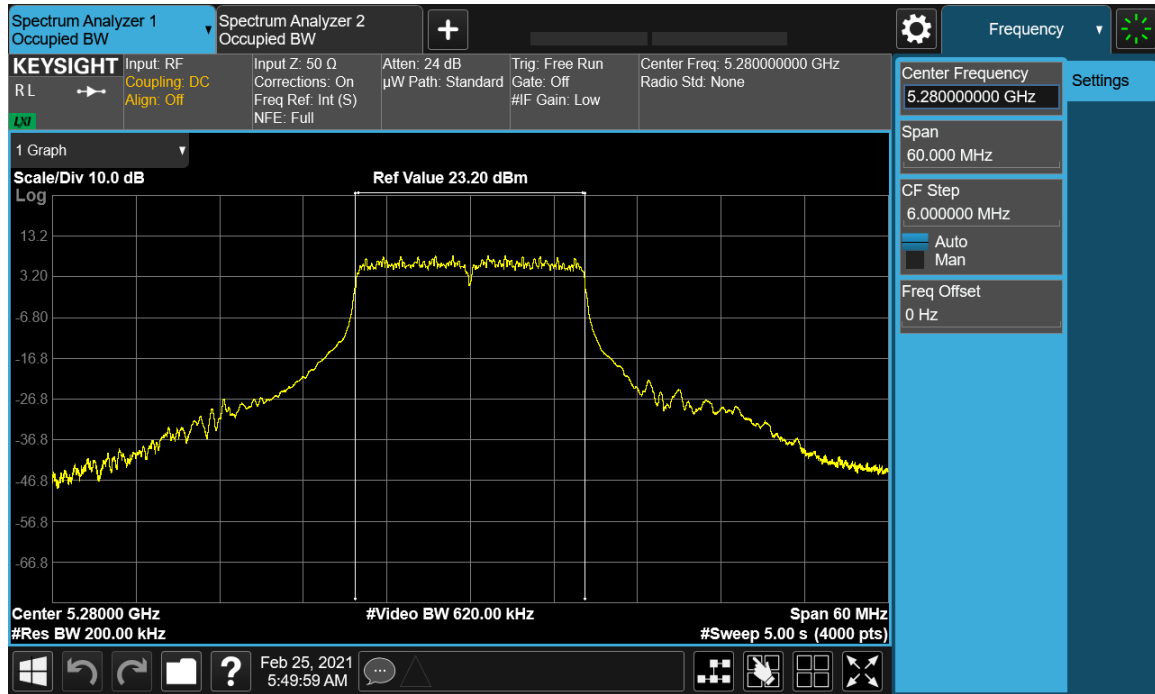 Spectrum Analyzer 1
Occupied BW
Spectrum Analyzer 2
Occupied BW
Frequency
KEYSIGHT
R L
LXI
Input: RF
Coupling: DC
Align: Off
Input Z: 50 Ω
Corrections: On
Freq Ref: Int (S)
NFE: Full
Atten: 24 dB
µW Path: Standard
Trig: Free Run
Gate: Off
#IF Gain: Low
Center Freq: 5.280000000 GHz
Radio Std: None
Center Frequency
5.280000000 GHz
Settings
Span
60.000 MHz
CF Step
6.000000 MHz
Auto
Man
Freq Offset
0 Hz
1 Graph
Scale/Div 10.0 dB
Ref Value 23.20 dBm
Log
13.2
3.20
-6.80
-16.8
-26.8
-36.8
-46.8
-56.8
-66.8
Center 5.28000 GHz
#Video BW 620.00 kHz
Span 60 MHz
#Res BW 200.00 kHz
#Sweep 5.00 s (4000 pts)
?
Feb 25, 2021
5:49:59 AM